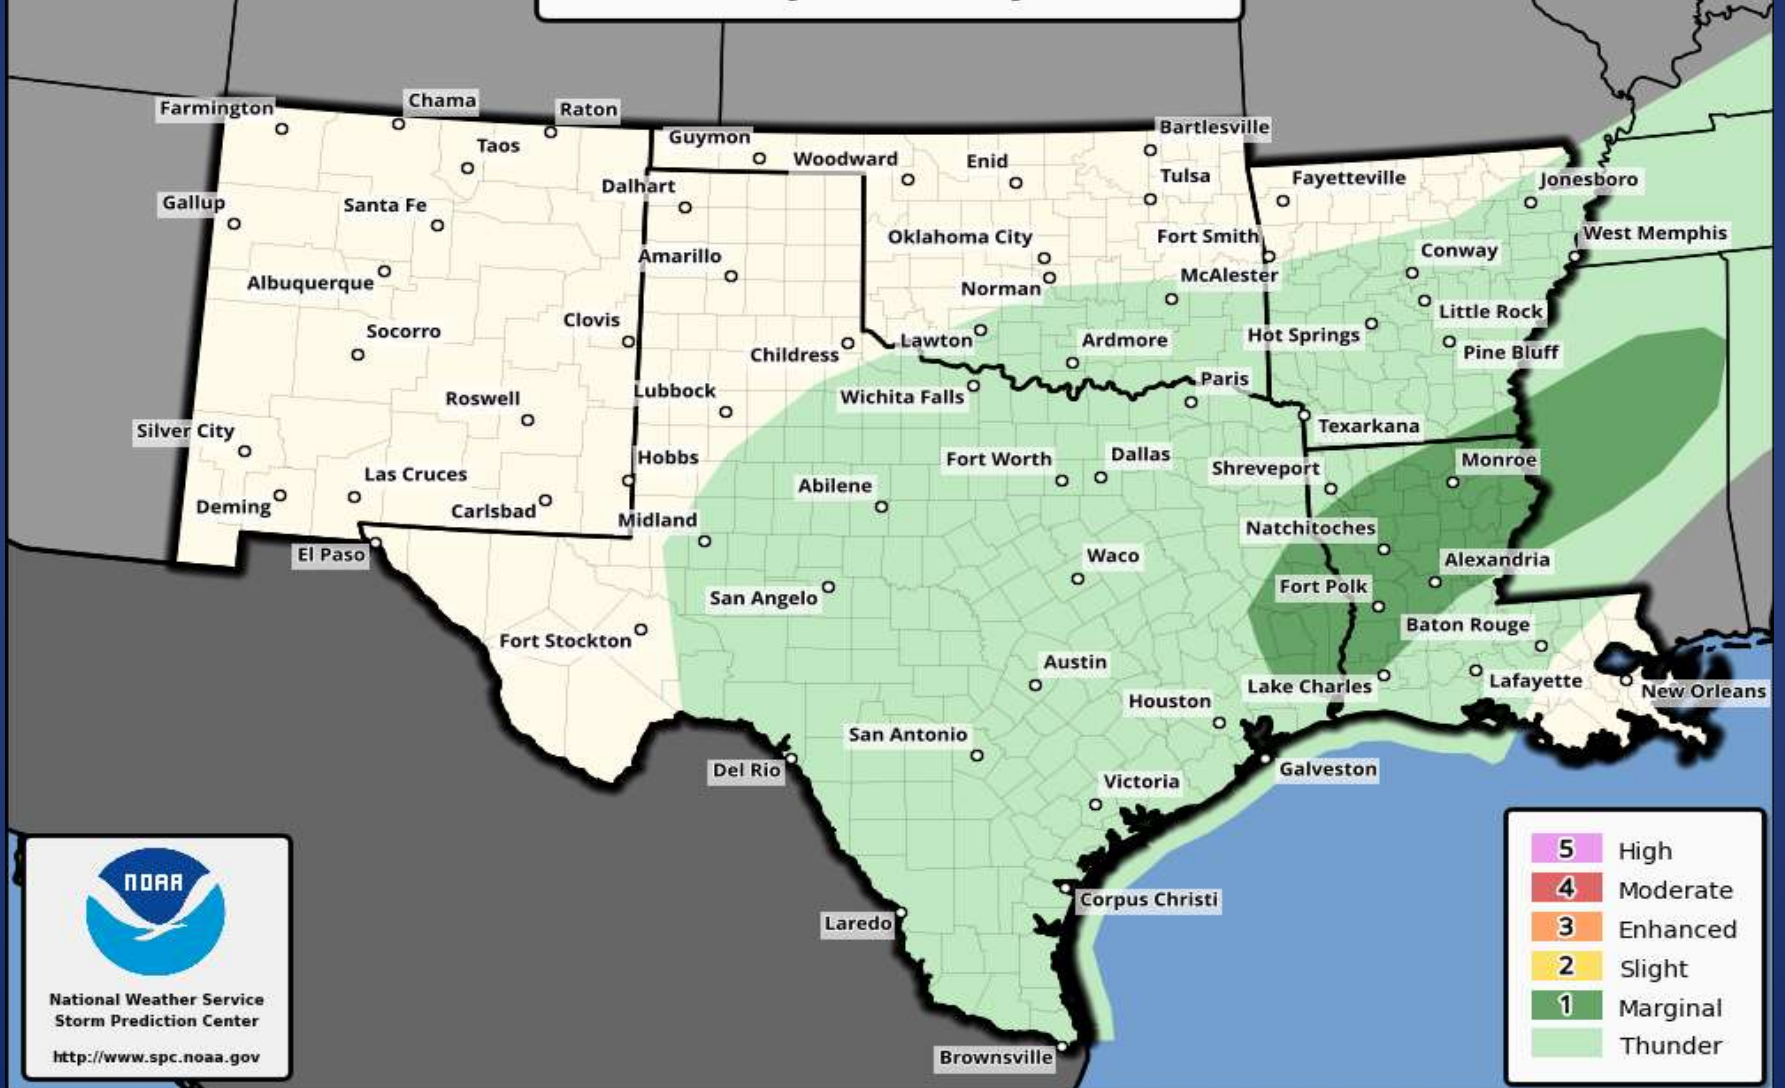 Farmington
Chama
Raton
Taos
Guymon
Woodward
Enid
Bartlesville
Tulsa
Fayetteville
Jonesboro
Gallup
Santa Fe
Dalhart
Oklahoma City
Fort Smith
West Memphis
Conway
Albuquerque
Amarillo
Norman
McAlester
Little Rock
Socorro
Clovis
Childress
Lawton
Ardmore
Hot Springs
Pine Bluff
Roswell
Lubbock
Wichita Falls
Paris
Texarkana
Silver City
Las Cruces
Hobbs
Fort Worth
Dallas
Shreveport
Monroe
Deming
Carlsbad
Midland
Abilene
Natchitoches
El Paso
San Angelo
Waco
Alexandria
Fort Polk
Fort Stockton
Baton Rouge
Austin
Lake Charles
Lafayette
New Orleans
Houston
San Antonio
Del Rio
Galveston
Victoria
Corpus Christi
Laredo
Brownsville
NOAA
National Weather Service
Storm Prediction Center
http://www.spc.noaa.gov
5 High
4 Moderate
3 Enhanced
2 Slight
1 Marginal
Thunder